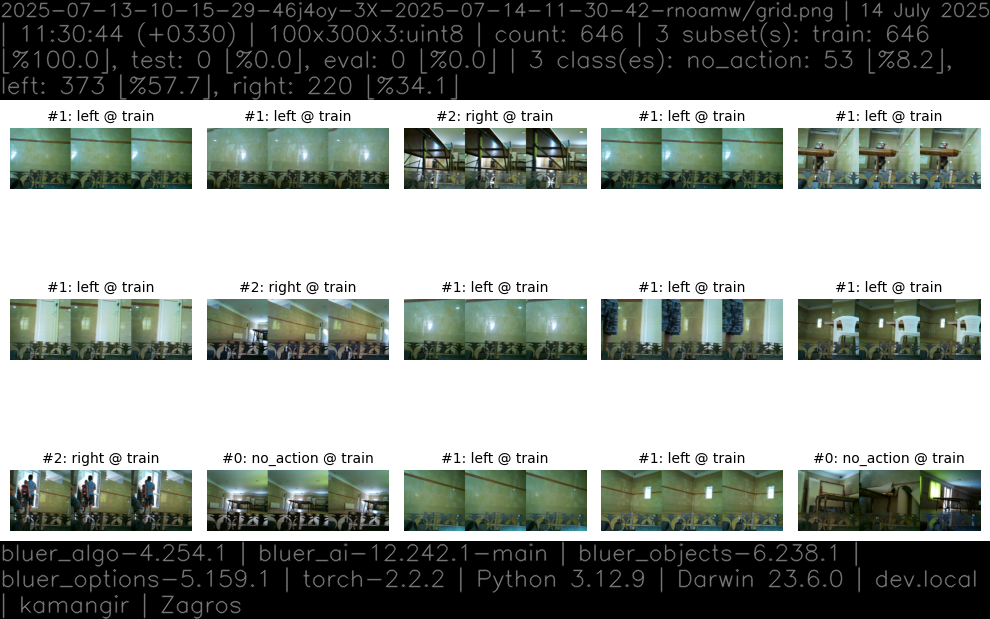 2025-07-13-10-15-29-46j4oy-3X-2025-07-14-11-30-42-rnoamw/grid.png | 14 July 2025
| 11:30:44 (+0330) | 100x300x3:uint8 | count: 646 | 3 subset(s): train: 646
[%100.0], test: 0 [%0.0], eval: 0 [%0.0] | 3 class(es): no_action: 53 [%8.2],
left: 373 [%57.7], right: 220 [%34.1]
#1: left @ train
#1: left @ train
#2: right @ train
#1: left @ train
#1: left @ train
#1: left @ train
#2: right @ train
#1: left @ train
#1: left @ train
#1: left @ train
#2: right @ train
#0: no_action @ train
#1: left @ train
#1: left @ train
#0: no_action @ train
bluer_algo-4.254.1 | bluer_ai-12.242.1-main | bluer_objects-6.238.1 |
bluer_options-5.159.1 | torch-2.2.2 | Python 3.12.9 | Darwin 23.6.0 | dev.local
| kamangir | Zagros